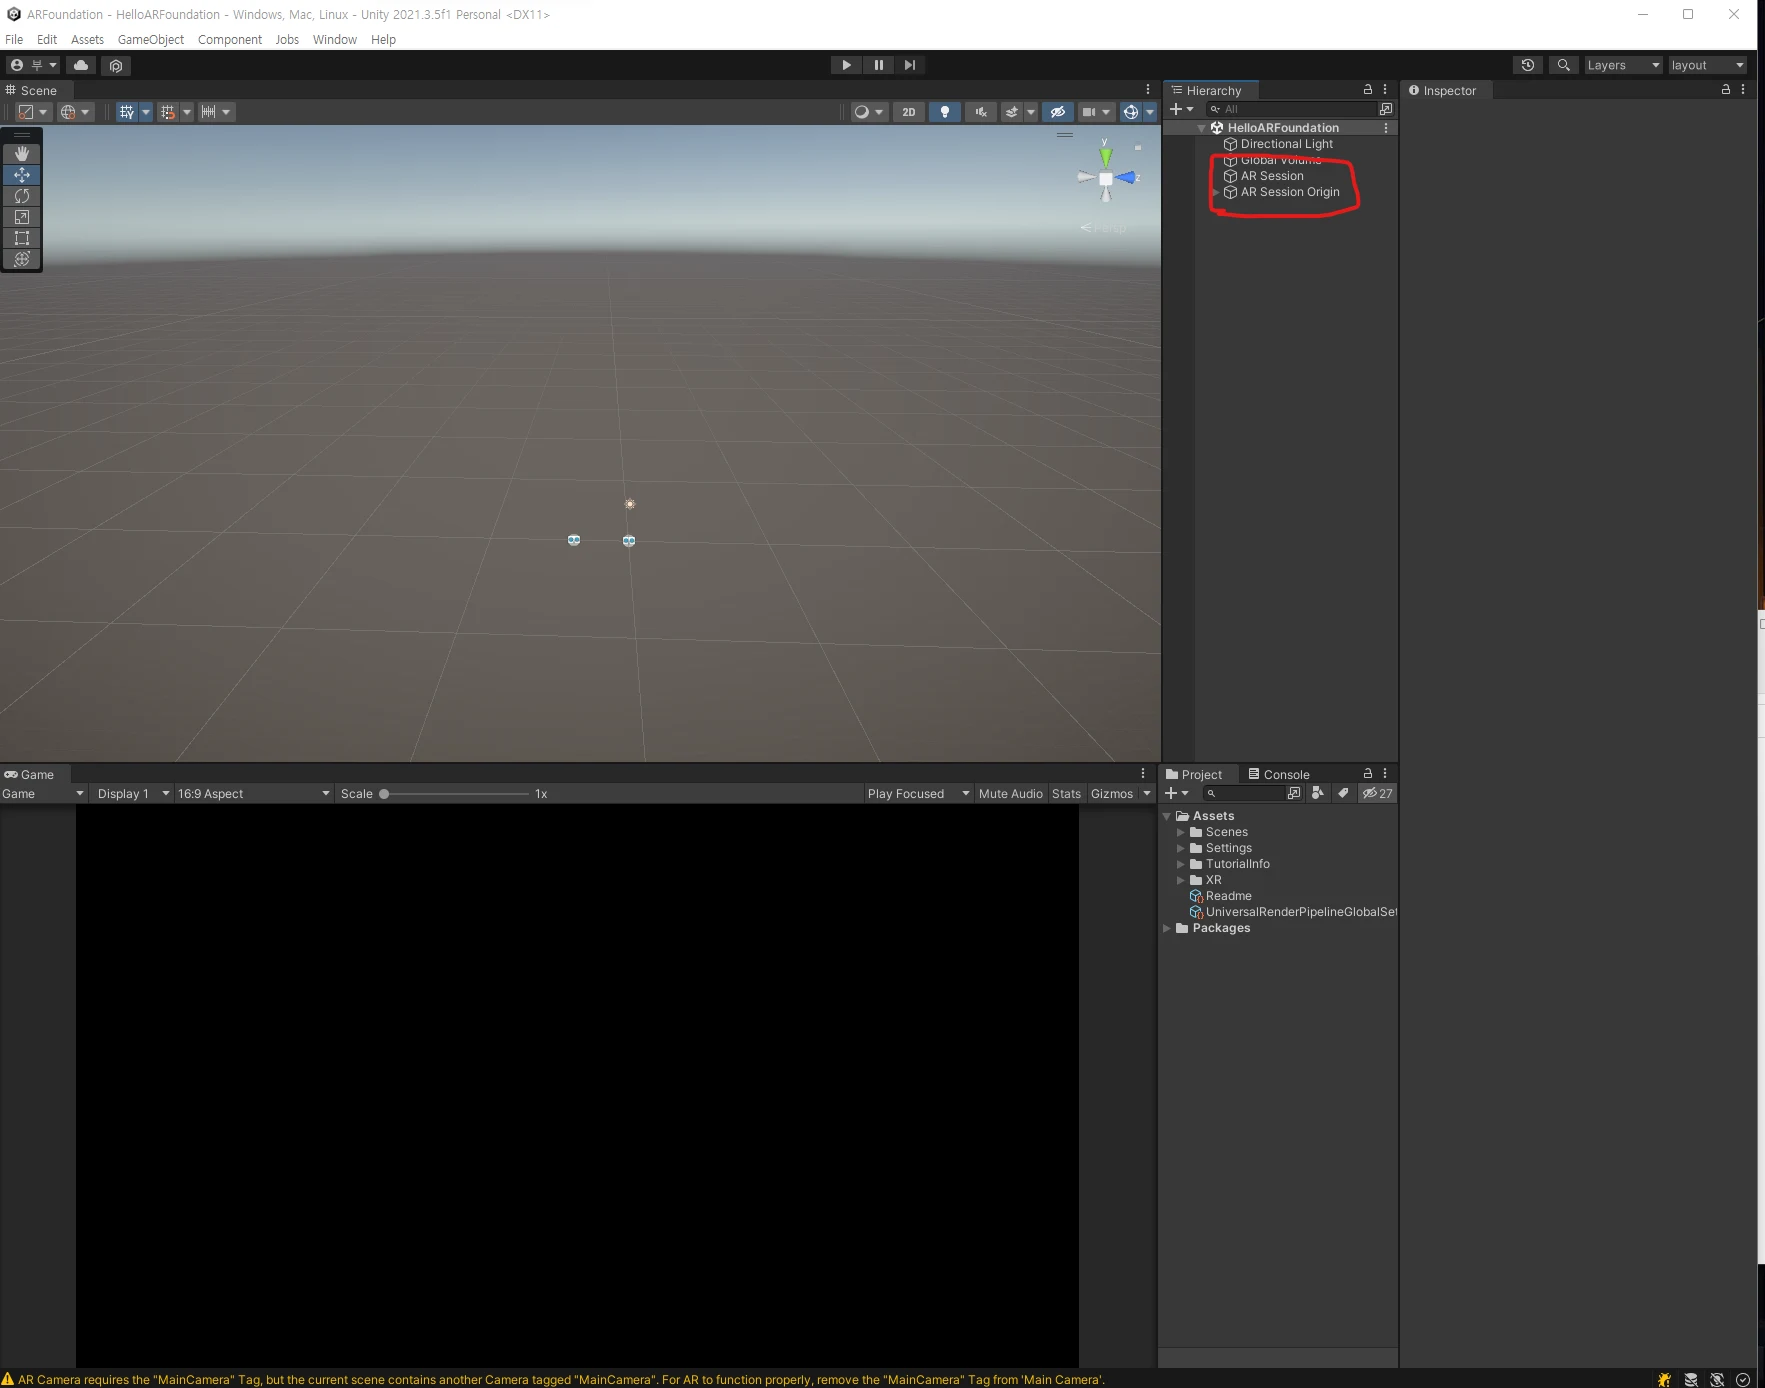 ARFoundation - HelloARFoundation - Windows, Mac, Linux - Unity 2021.3.5f1 Personal <DX11>
File Edit Assets GameObject Component Jobs Window Help
부
Layers layout
Scene
2D
y
z
Persp
Hierarchy
All
HelloARFoundation
Directional Light
Global Volume
AR Session
AR Session Origin
Inspector
Game
Game Display 1 16:9 Aspect Scale 1x Play Focused Mute Audio Stats Gizmos
Project Console
27
Assets
Scenes
Settings
TutorialInfo
XR
Readme
UniversalRenderPipelineGlobalSet
Packages
AR Camera requires the "MainCamera" Tag, but the current scene contains another Camera tagged "MainCamera". For AR to function properly, remove the "MainCamera" Tag from 'Main Camera'.